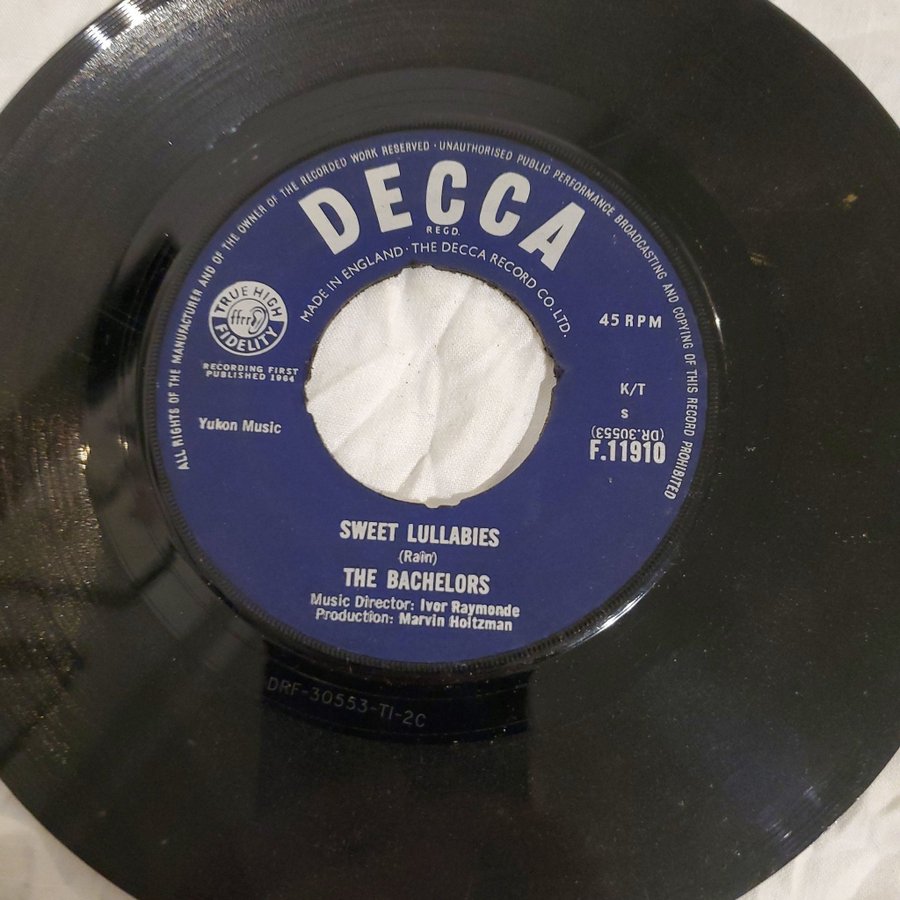 ALL RIGHTS OF THE MANUFACTURER AND OF THE OWNER OF THE RECORDED WORK RESERVED · UNAUTHORISED PUBLIC PERFORMANCE BROADCASTING AND COPYING OF THIS RECORD PROHIBITED
DECCA
REGD.
MADE IN ENGLAND · THE DECCA RECORD CO. LTD.
TRUE HIGH
ffrr
FIDELITY
RECORDING FIRST
PUBLISHED 1964
Yukon Music
45 RPM
K/T
s
(DR.30553)
F.11910
SWEET LULLABIES
(Rain)
THE BACHELORS
Music Director: Ivor Raymonde
Production: Marvin Holtzman
DRF-30553-T1-2C